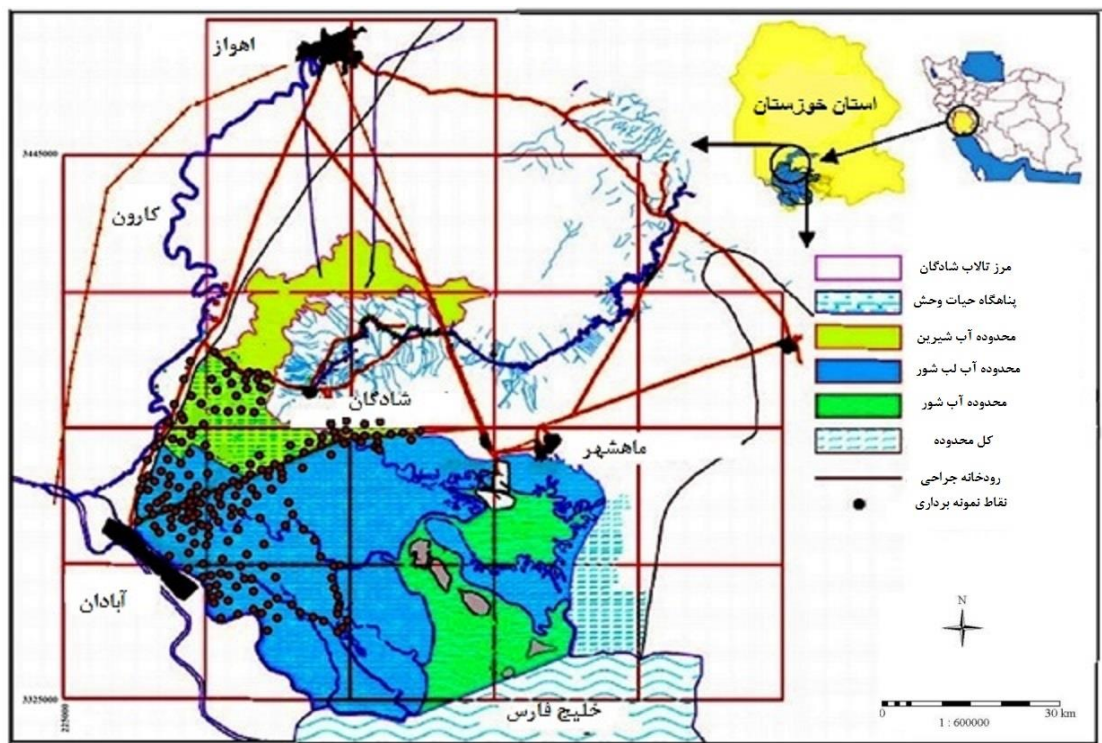 اهواز
استان خوزستان
3445000
کارون
مرز تالاب شادگان
پناهگاه حیات وحش
محدوده آب شیرین
محدوده آب لب شور
محدوده آب شور
کل محدوده
رودخانه جراحی
نقاط نمونه برداری
شادگان
ماهشهر
آبادان
N
3325000
225000
خلیج فارس
0 30 km
1 : 600000